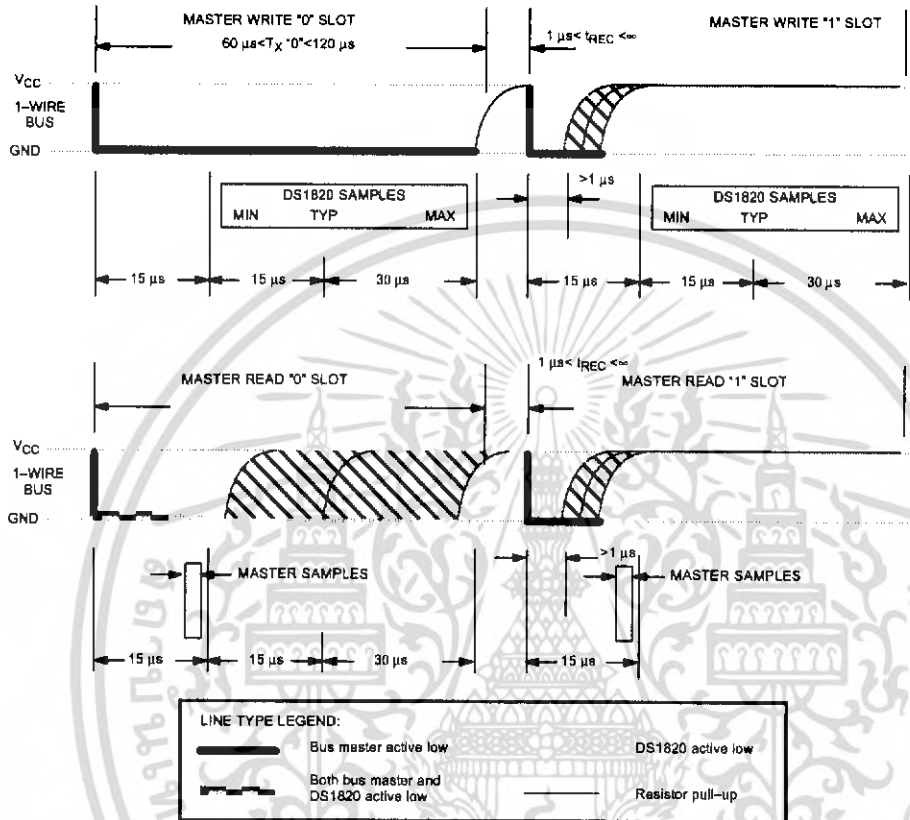 MASTER WRITE "0" SLOT
MASTER WRITE "1" SLOT
60 µs<TX "0"<120 µs
1 µs< tREC <∞
VCC
1–WIRE
BUS
GND
>1 µs
DS1820 SAMPLES
MIN TYP MAX
DS1820 SAMPLES
MIN TYP MAX
15 µs
15 µs
30 µs
15 µs
15 µs
30 µs
1 µs< tREC <∞
MASTER READ "0" SLOT
MASTER READ "1" SLOT
VCC
1–WIRE
BUS
GND
>1 µs
MASTER SAMPLES
MASTER SAMPLES
15 µs
15 µs
30 µs
15 µs
LINE TYPE LEGEND:
Bus master active low
DS1820 active low
Both bus master and
DS1820 active low
Resistor pull–up